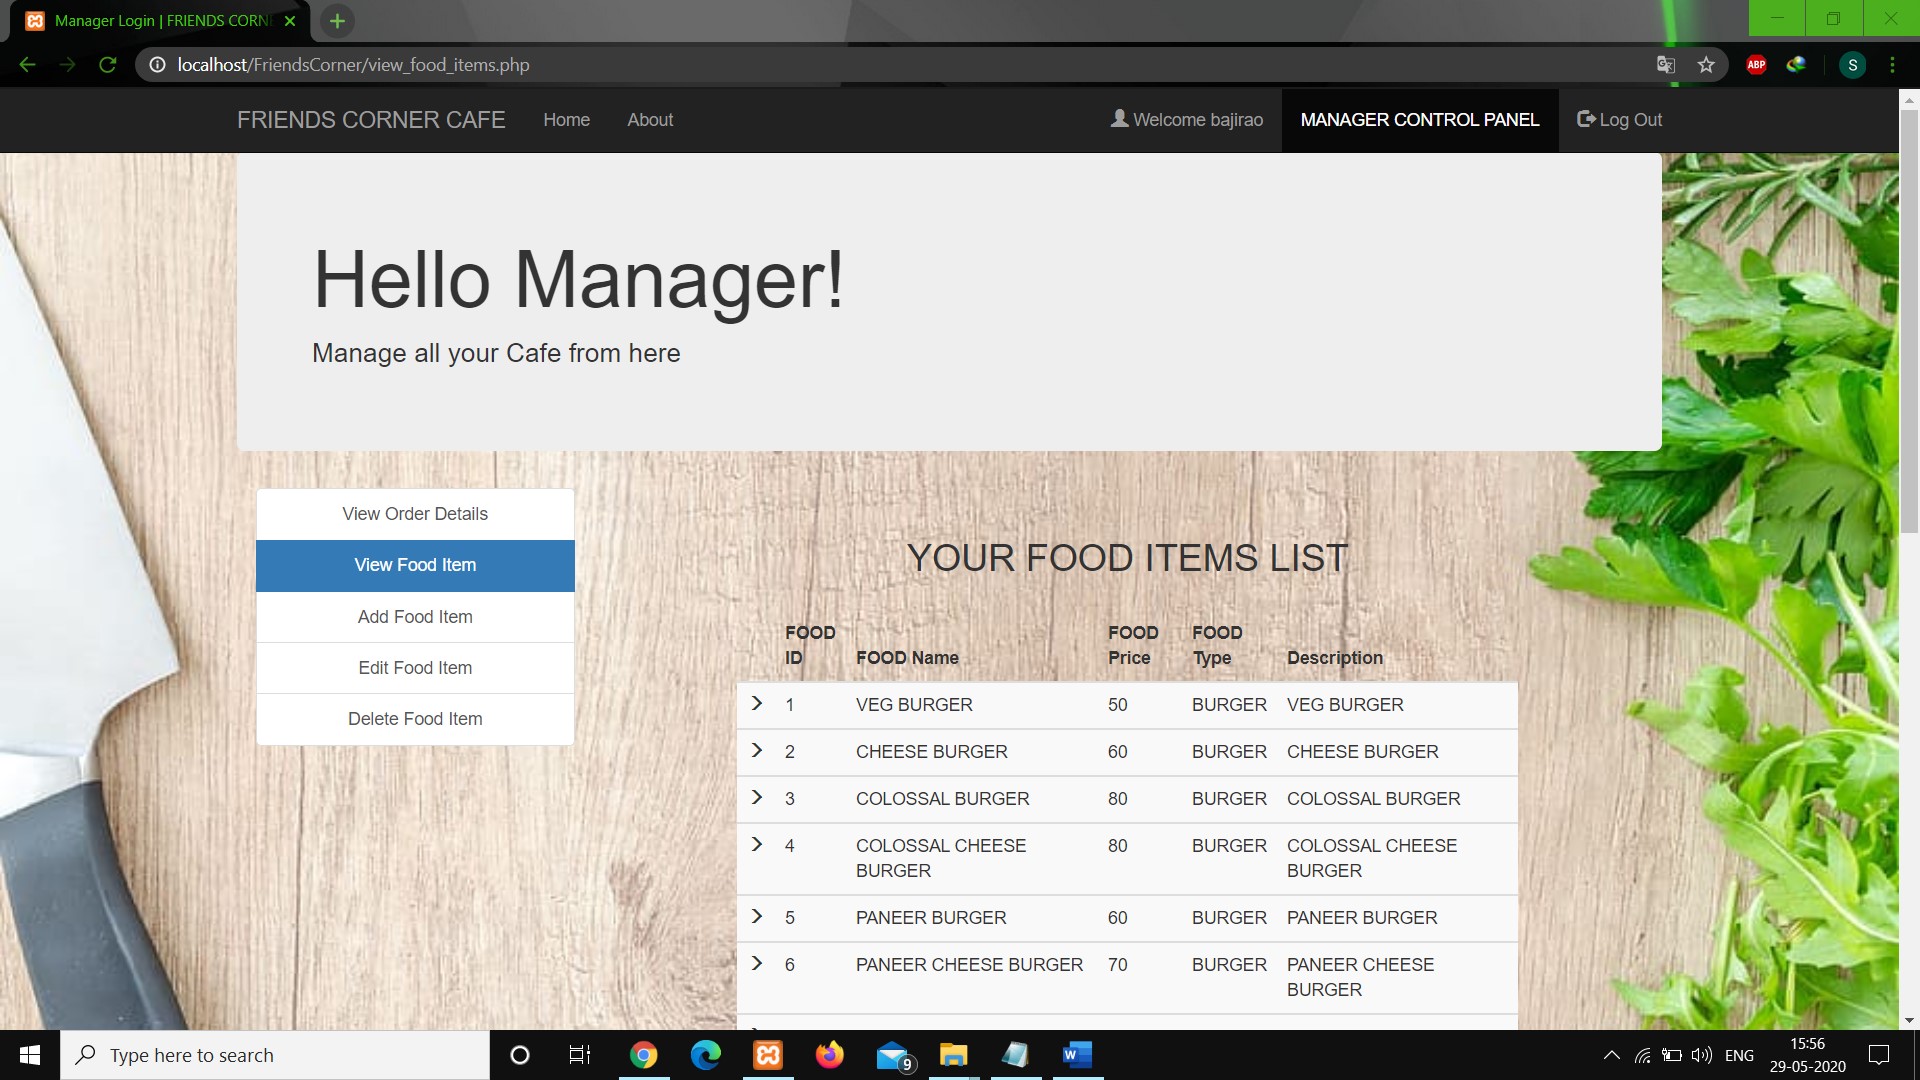 Manager Login | FRIENDS CORN
localhost/FriendsCorner/view_food_items.php
ABP
S
FRIENDS CORNER CAFE Home About Welcome bajirao MANAGER CONTROL PANEL Log Out
Hello Manager!
Manage all your Cafe from here
View Order Details
View Food Item
Add Food Item
Edit Food Item
Delete Food Item
YOUR FOOD ITEMS LIST
FOOD ID FOOD Name FOOD Price FOOD Type Description
1 VEG BURGER 50 BURGER VEG BURGER
2 CHEESE BURGER 60 BURGER CHEESE BURGER
3 COLOSSAL BURGER 80 BURGER COLOSSAL BURGER
4 COLOSSAL CHEESE BURGER 80 BURGER COLOSSAL CHEESE BURGER
5 PANEER BURGER 60 BURGER PANEER BURGER
6 PANEER CHEESE BURGER 70 BURGER PANEER CHEESE BURGER
Type here to search
9
W
ENG
15:56
29-05-2020